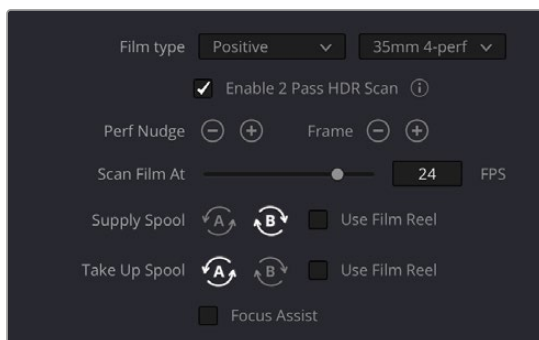 Film type Positive 35mm 4-perf
Enable 2 Pass HDR Scan i
Perf Nudge − + Frame − +
Scan Film At 24 FPS
Supply Spool A B Use Film Reel
Take Up Spool A B Use Film Reel
Focus Assist